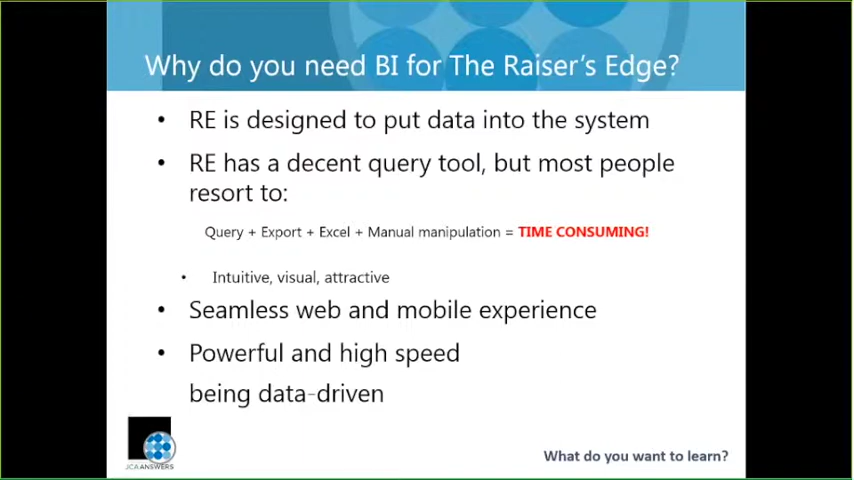 Why do you need BI for The Raiser's Edge?
• RE is designed to put data into the system
• RE has a decent query tool, but most people
resort to:
Query + Export + Excel + Manual manipulation = TIME CONSUMING!
• Intuitive, visual, attractive
• Seamless web and mobile experience
• Powerful and high speed
being data-driven
JCA ANSWERS
What do you want to learn?